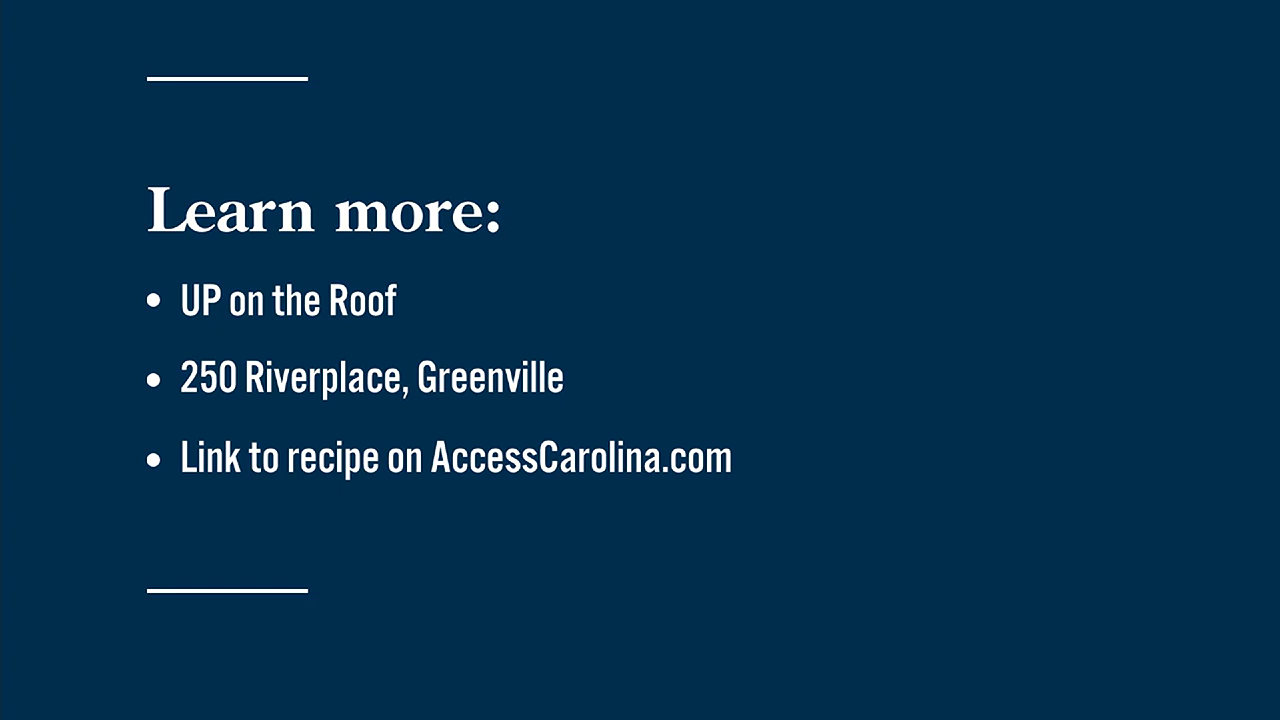 Learn more:
• UP on the Roof
• 250 Riverplace, Greenville
• Link to recipe on AccessCarolina.com